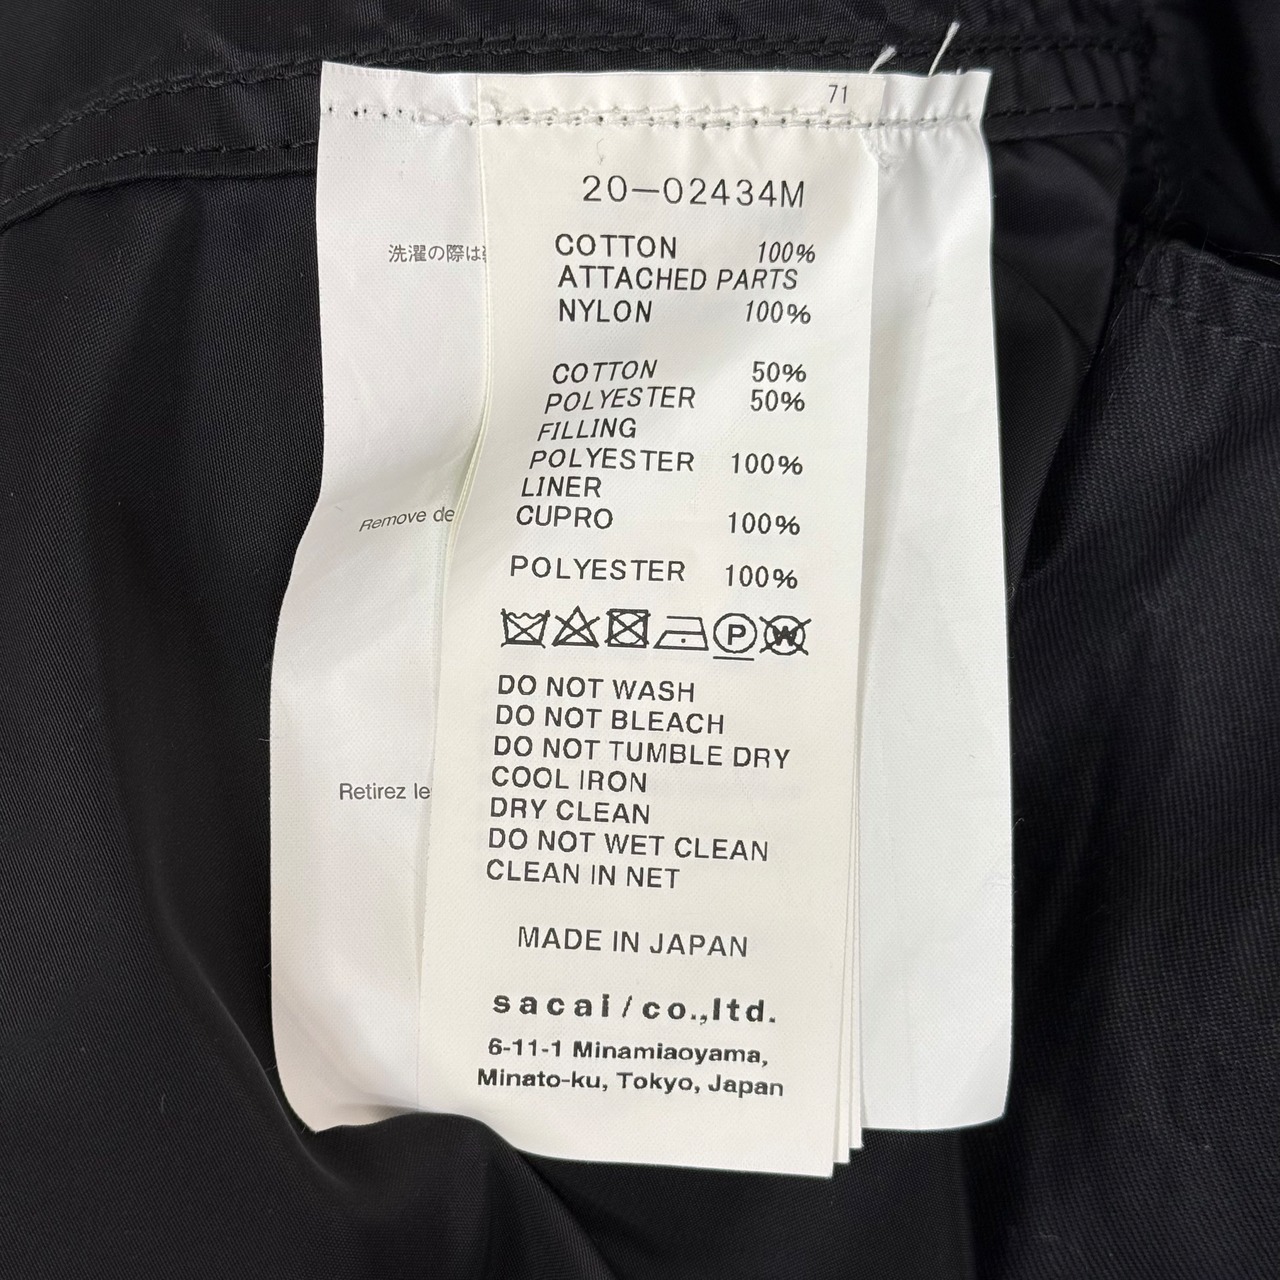 71
20-02434M
COTTON 100%
ATTACHED PARTS
NYLON 100%
COTTON 50%
POLYESTER 50%
FILLING
POLYESTER 100%
LINER
CUPRO 100%
POLYESTER 100%
P W
DO NOT WASH
DO NOT BLEACH
DO NOT TUMBLE DRY
COOL IRON
DRY CLEAN
DO NOT WET CLEAN
CLEAN IN NET
MADE IN JAPAN
sacai/co.,ltd.
6-11-1 Minamiaoyama,
Minato-ku, Tokyo, Japan
洗濯の際は
Remove de
Retirez le